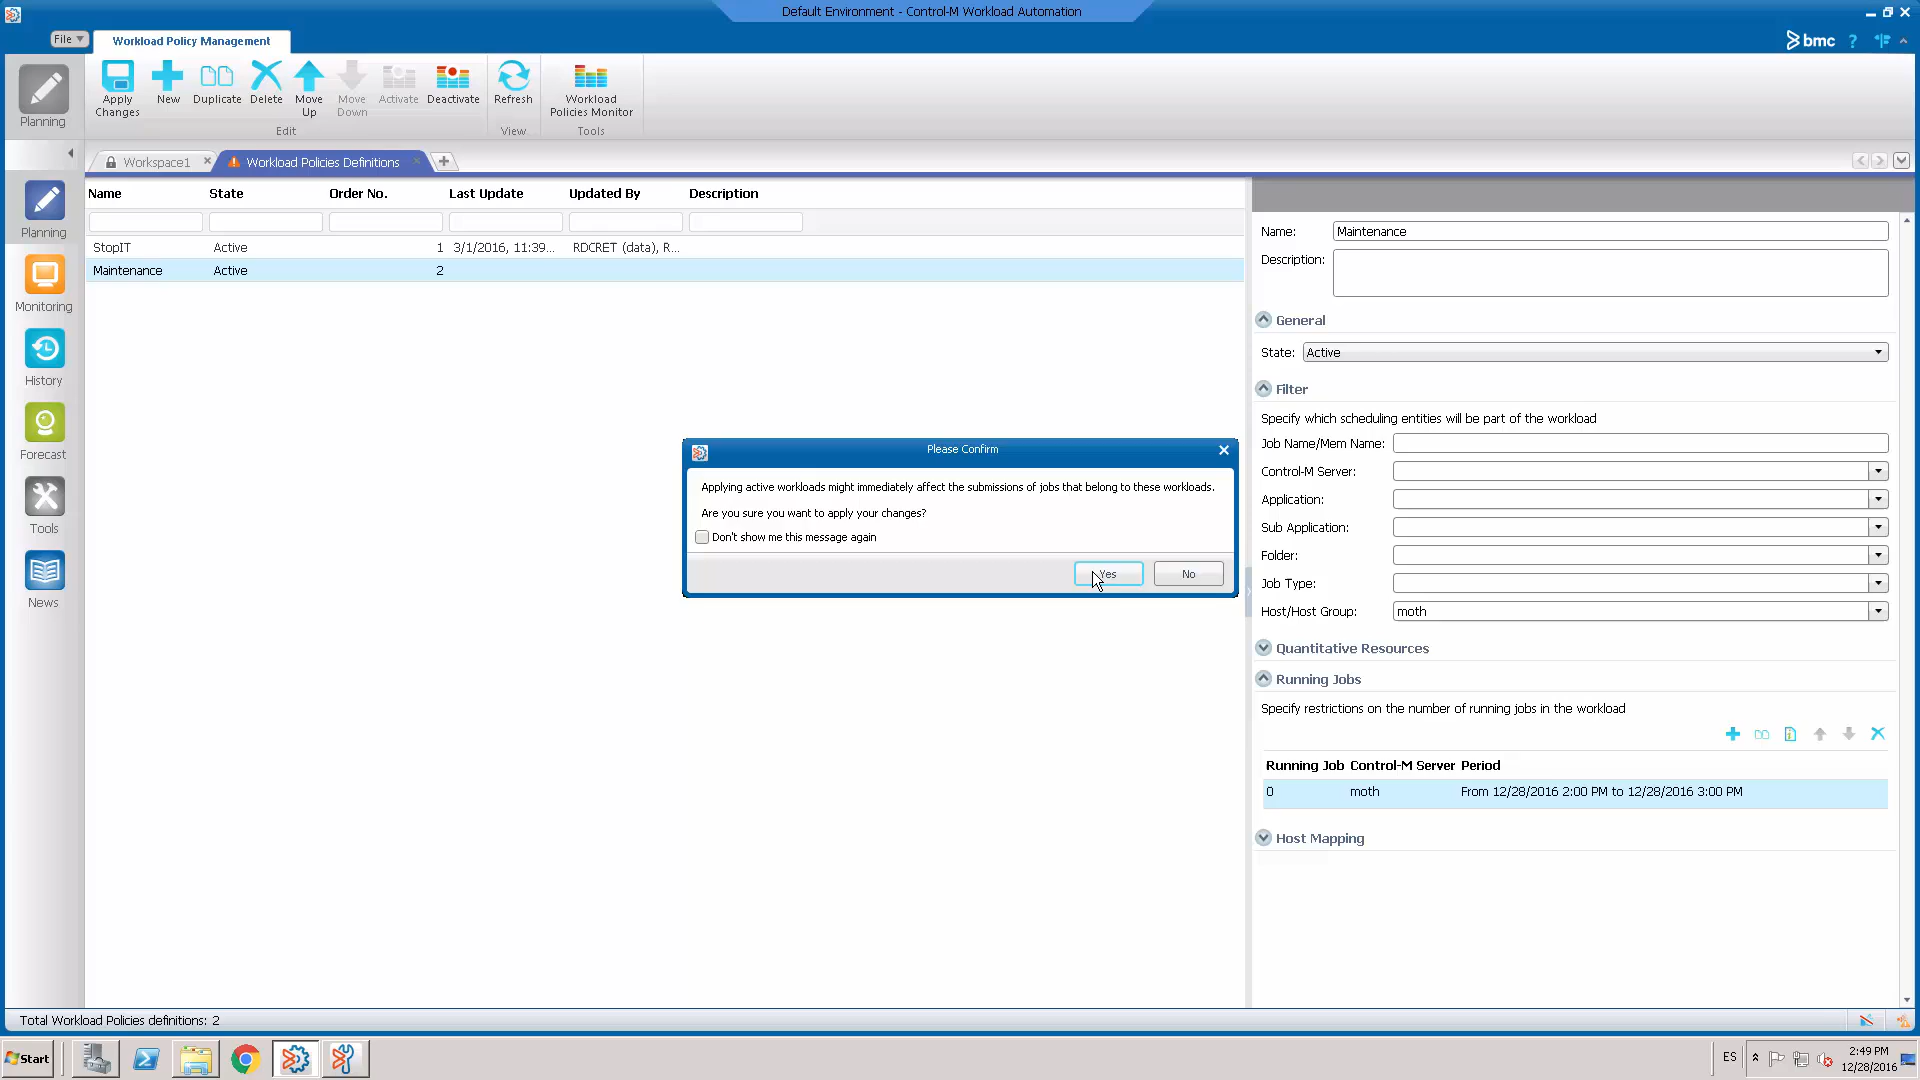 Default Environment - Control-M Workload Automation
File
Workload Policy Management
bmc
?
Planning
Apply Changes
New
Duplicate
Delete
Move Up
Move Down
Activate
Deactivate
Edit
Refresh
View
Workload Policies Monitor
Tools
Workspace1
Workload Policies Definitions
Name State Order No. Last Update Updated By Description
StopIT Active 1 3/1/2016, 11:39... RDCRET (data), R...
Maintenance Active 2
Planning
Monitoring
History
Forecast
Tools
News
Please Confirm
Applying active workloads might immediately affect the submissions of jobs that belong to these workloads.
Are you sure you want to apply your changes?
Don't show me this message again
Yes
No
Name: Maintenance
Description:
General
State: Active
Filter
Specify which scheduling entities will be part of the workload
Job Name/Mem Name:
Control-M Server:
Application:
Sub Application:
Folder:
Job Type:
Host/Host Group: moth
Quantitative Resources
Running Jobs
Specify restrictions on the number of running jobs in the workload
Running Job Control-M Server Period
0 moth From 12/28/2016 2:00 PM to 12/28/2016 3:00 PM
Host Mapping
Total Workload Policies definitions: 2
Start
ES
2:49 PM
12/28/2016